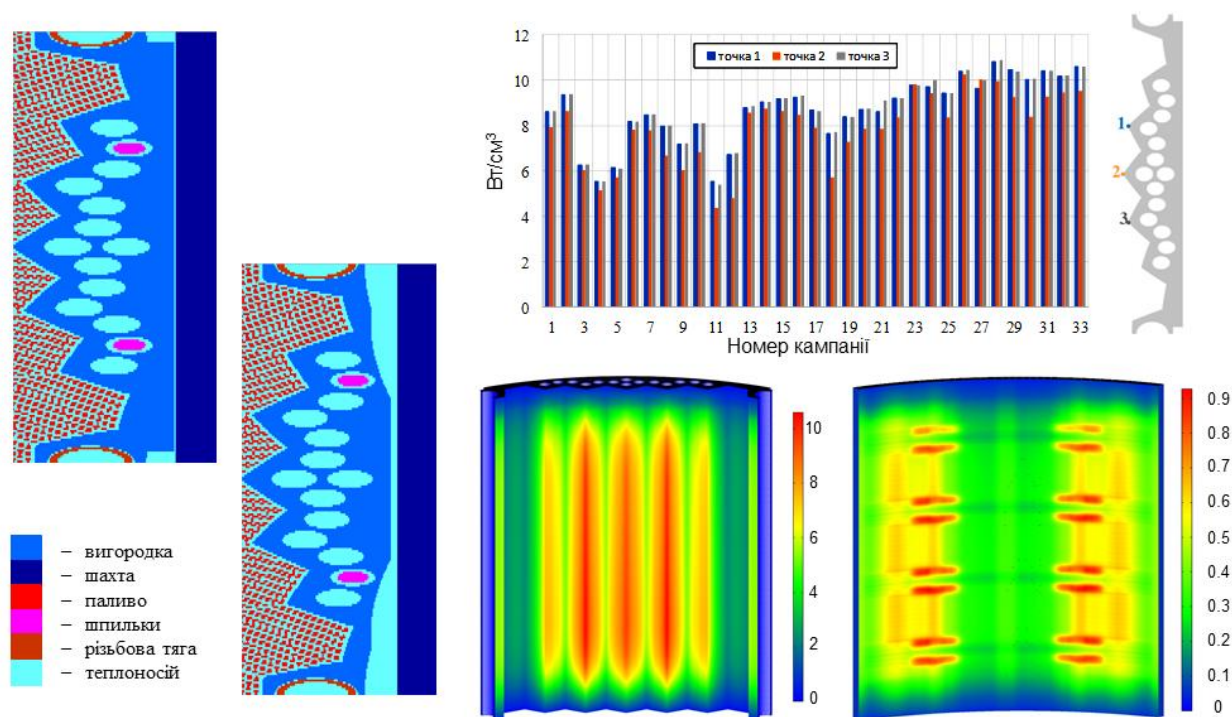 12
10
8
6
4
2
0
Вт/см³
точка 1 точка 2 точка 3
1 3 5 7 9 11 13 15 17 19 21 23 25 27 29 31 33
Номер кампанії
1.
2.
3.
– вигородка
– шахта
– паливо
– шпильки
– різьбова тяга
– теплоносій
10
8
6
4
2
0
0.9
0.8
0.7
0.6
0.5
0.4
0.3
0.2
0.1
0